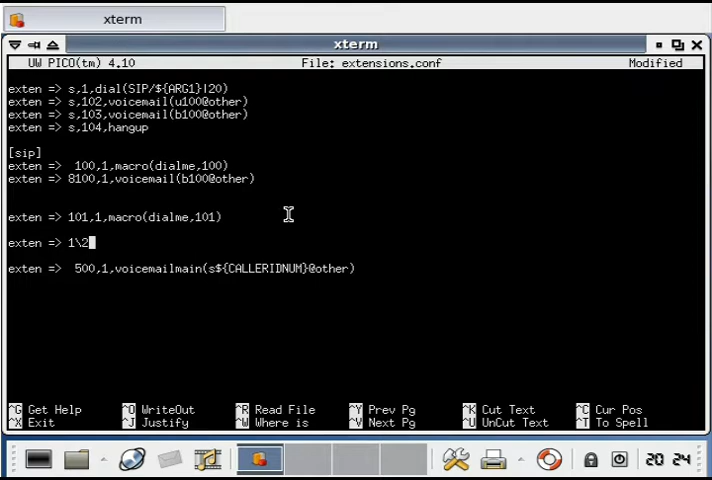 xterm
xterm
UW PICO(tm) 4.10 File: extensions.conf Modified
exten => s,1,dial(SIP/${ARG1}|20)
exten => s,102,voicemail(u100@other)
exten => s,103,voicemail(b100@other)
exten => s,104,hangup
[sip]
exten =>  100,1,macro(dialme,100)
exten => 8100,1,voicemail(b100@other)
exten => 101,1,macro(dialme,101)
exten => 1\2
exten =>  500,1,voicemailmain(s${CALLERIDNUM}@other)
^G Get Help ^O WriteOut ^R Read File ^Y Prev Pg ^K Cut Text ^C Cur Pos
^X Exit ^J Justify ^W Where is ^V Next Pg ^U UnCut Text ^T To Spell
20 24